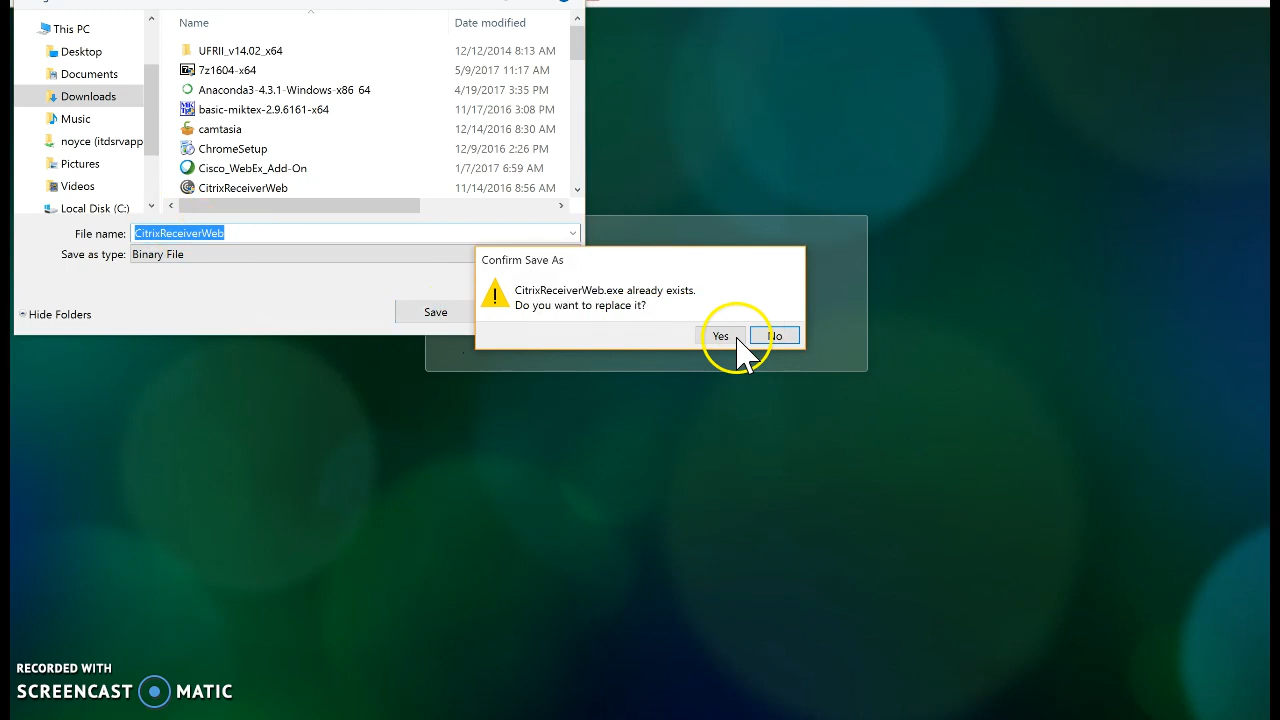 This PC
Desktop
Documents
Downloads
Music
noyce (itdsrvapp
Pictures
Videos
Local Disk (C:)
Name Date modified
UFRII_v14.02_x64 12/12/2014 8:13 AM
7z1604-x64 5/9/2017 11:17 AM
Anaconda3-4.3.1-Windows-x86_64 4/19/2017 3:35 PM
basic-miktex-2.9.6161-x64 11/17/2016 3:08 PM
camtasia 12/14/2016 8:30 AM
ChromeSetup 12/9/2016 2:26 PM
Cisco_WebEx_Add-On 1/7/2017 6:59 AM
CitrixReceiverWeb 11/14/2016 8:56 AM
File name: CitrixReceiverWeb
Save as type: Binary File
Hide Folders
Save
Confirm Save As
CitrixReceiverWeb.exe already exists.
Do you want to replace it?
Yes No
RECORDED WITH
SCREENCAST MATIC